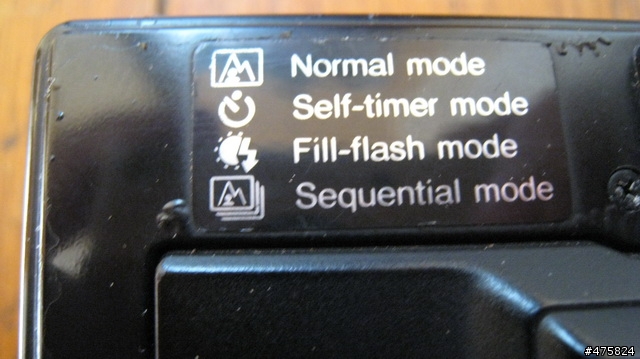 Normal mode
Self-timer mode
Fill-flash mode
Sequential mode
#475824